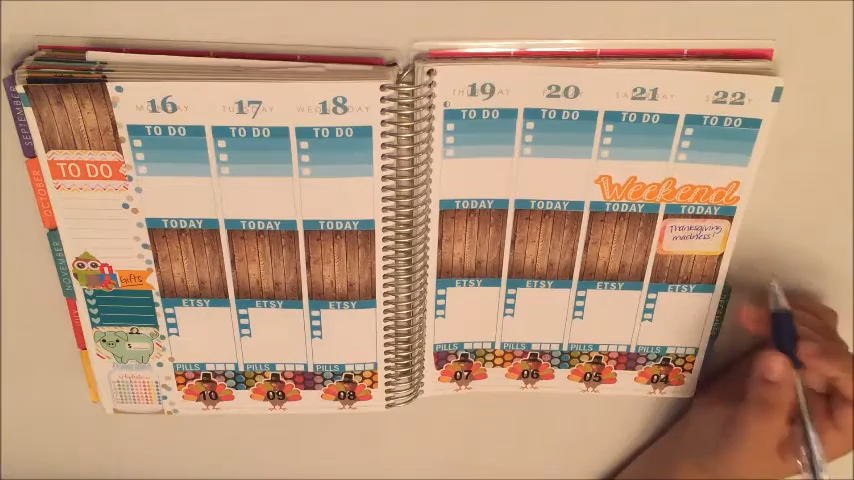 16 17 18 19 20 21 22
TO DO TO DO TO DO TO DO TO DO TO DO TO DO
TO DO
Weekend
TODAY TODAY TODAY TODAY TODAY TODAY TODAY
Thanksgiving
madness!
SEPTEMBER
OCTOBER
NOVEMBER
Gifts
ETSY ETSY ETSY ETSY ETSY ETSY ETSY
PILLS PILLS PILLS PILLS PILLS PILLS PILLS
10 09 08 07 06 05 04